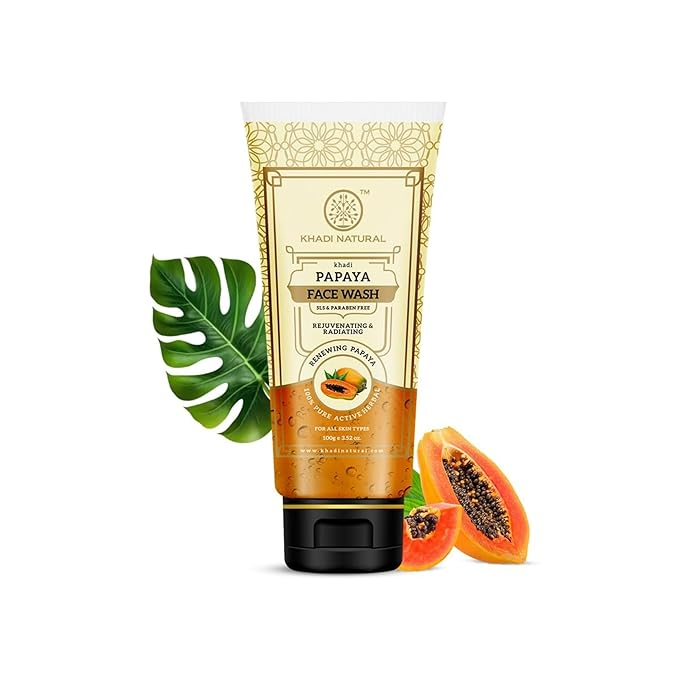 TM
KHADI NATURAL
khadi
PAPAYA
FACE WASH
SLS & PARABEN FREE
REJUVENATING &
RADIATING
RENEWING PAPAYA
100% PURE ACTIVE HERBAL
FOR ALL SKIN TYPES
100g e 3.52 oz.
www.khadinatural.com